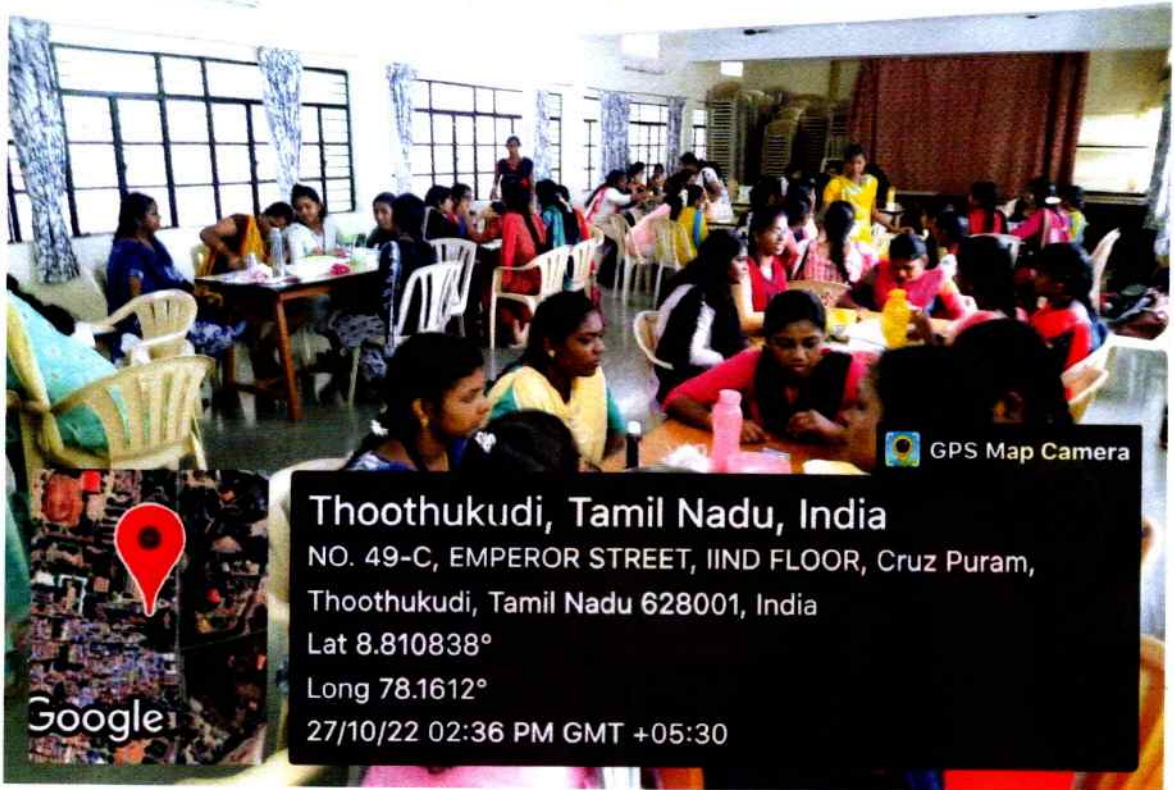 GPS Map Camera
Thoothukudi, Tamil Nadu, India
NO. 49-C, EMPEROR STREET, IIND FLOOR, Cruz Puram,
Thoothukudi, Tamil Nadu 628001, India
Lat 8.810838°
Long 78.1612°
27/10/22 02:36 PM GMT +05:30
Google